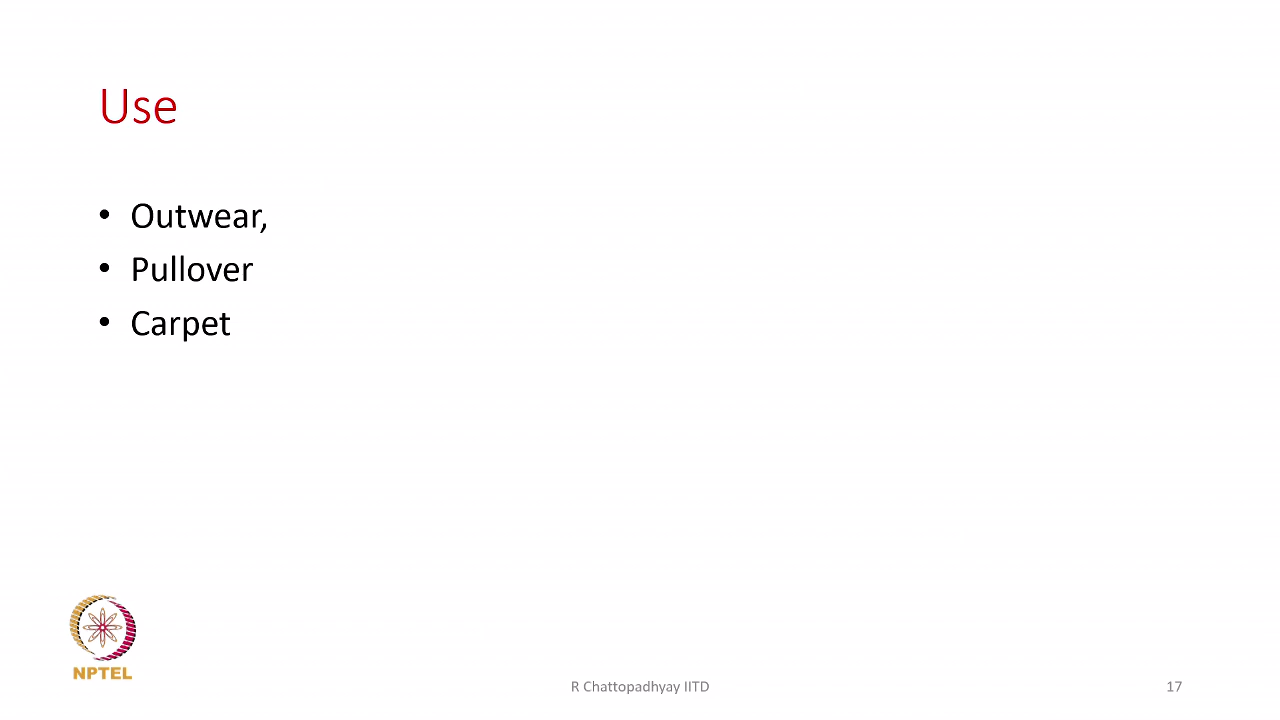 Use
• Outwear,
• Pullover
• Carpet
NPTEL
R Chattopadhyay IITD
17